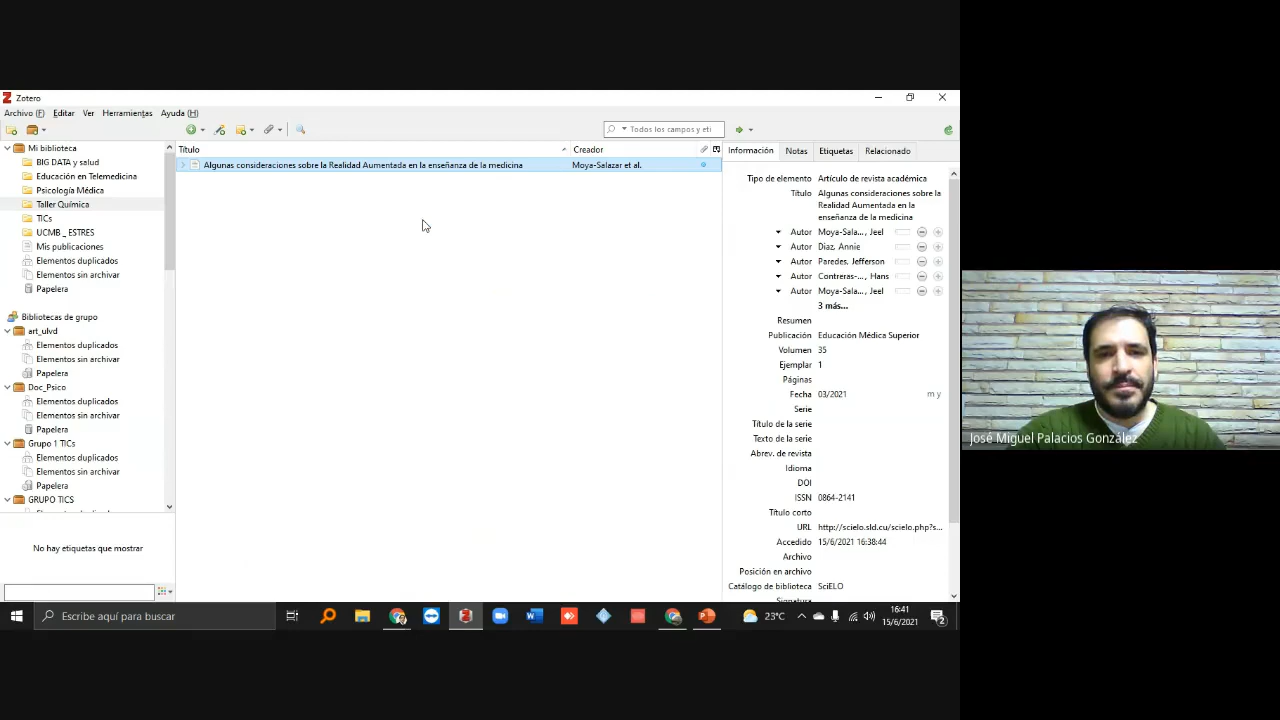 Zotero
Archivo (F) Editar Ver Herramientas Ayuda (H)
Todos los campos y eti
Mi biblioteca
BIG DATA y salud
Educación en Telemedicina
Psicología Médica
Taller Química
TICs
UCMB _ ESTRES
Mis publicaciones
Elementos duplicados
Elementos sin archivar
Papelera
Bibliotecas de grupo
art_ulvd
Elementos duplicados
Elementos sin archivar
Papelera
Doc_Psico
Elementos duplicados
Elementos sin archivar
Papelera
Grupo 1 TICs
Elementos duplicados
Elementos sin archivar
Papelera
GRUPO TICS
No hay etiquetas que mostrar
Título Creador
Algunas consideraciones sobre la Realidad Aumentada en la enseñanza de la medicina Moya-Salazar et al.
Información Notas Etiquetas Relacionado
Tipo de elemento Artículo de revista académica
Título Algunas consideraciones sobre la
Realidad Aumentada en la
enseñanza de la medicina
Autor Moya-Sala..., Jeel
Autor Diaz, Annie
Autor Paredes, Jefferson
Autor Contreras-..., Hans
Autor Moya-Sala..., Jeel
3 más...
Resumen
Publicación Educación Médica Superior
Volumen 35
Ejemplar 1
Páginas
Fecha 03/2021 m y
Serie
Título de la serie
Texto de la serie
Abrev. de revista
Idioma
DOI
ISSN 0864-2141
Título corto
URL http://scielo.sld.cu/scielo.php?s...
Accedido 15/6/2021 16:38:44
Archivo
Posición en archivo
Catálogo de biblioteca SciELO
José Miguel Palacios González
Escribe aquí para buscar
23°C
16:41
15/6/2021
2